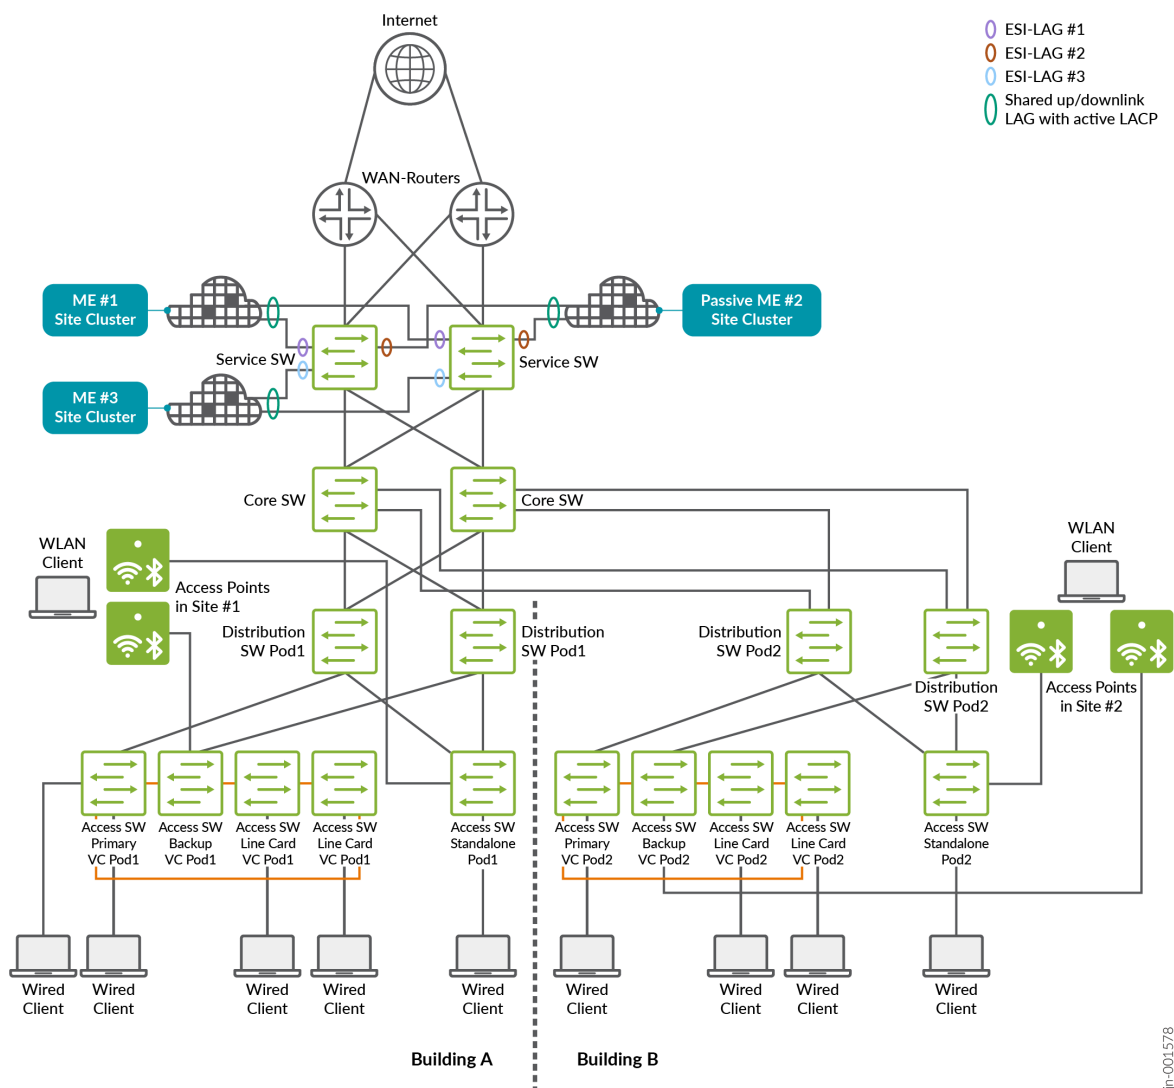 Internet
ESI-LAG #1
ESI-LAG #2
ESI-LAG #3
Shared up/downlink
LAG with active LACP
WAN-Routers
ME #1
Site Cluster
Passive ME #2
Site Cluster
Service SW
Service SW
ME #3
Site Cluster
Core SW
Core SW
WLAN
Client
Access Points
in Site #1
WLAN
Client
Distribution
SW Pod1
Distribution
SW Pod1
Distribution
SW Pod2
Distribution
SW Pod2
Access Points
in Site #2
Access SW
Primary
VC Pod1
Access SW
Backup
VC Pod1
Access SW
Line Card
VC Pod1
Access SW
Line Card
VC Pod1
Access SW
Standalone
Pod1
Access SW
Primary
VC Pod2
Access SW
Backup
VC Pod2
Access SW
Line Card
VC Pod2
Access SW
Line Card
VC Pod2
Access SW
Standalone
Pod2
Wired
Client
Wired
Client
Wired
Client
Wired
Client
Wired
Client
Wired
Client
Wired
Client
Wired
Client
Wired
Client
Building A
Building B
jn-001578